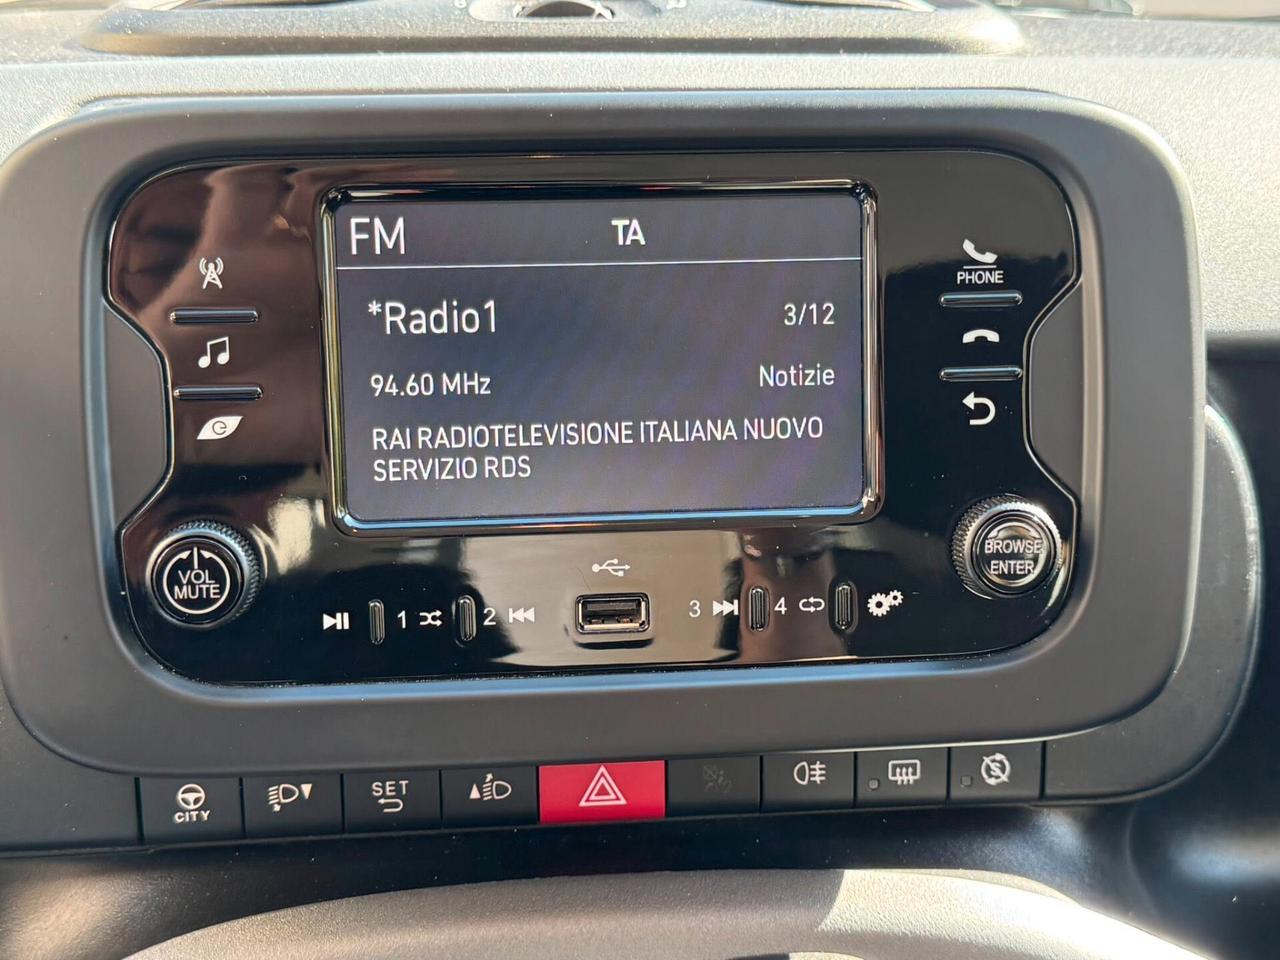 FM TA
*Radio1 3/12
94.60 MHz Notizie
RAI RADIOTELEVISIONE ITALIANA NUOVO
SERVIZIO RDS
PHONE
VOL
MUTE
BROWSE
ENTER
1 2 3 4
CITY
SET